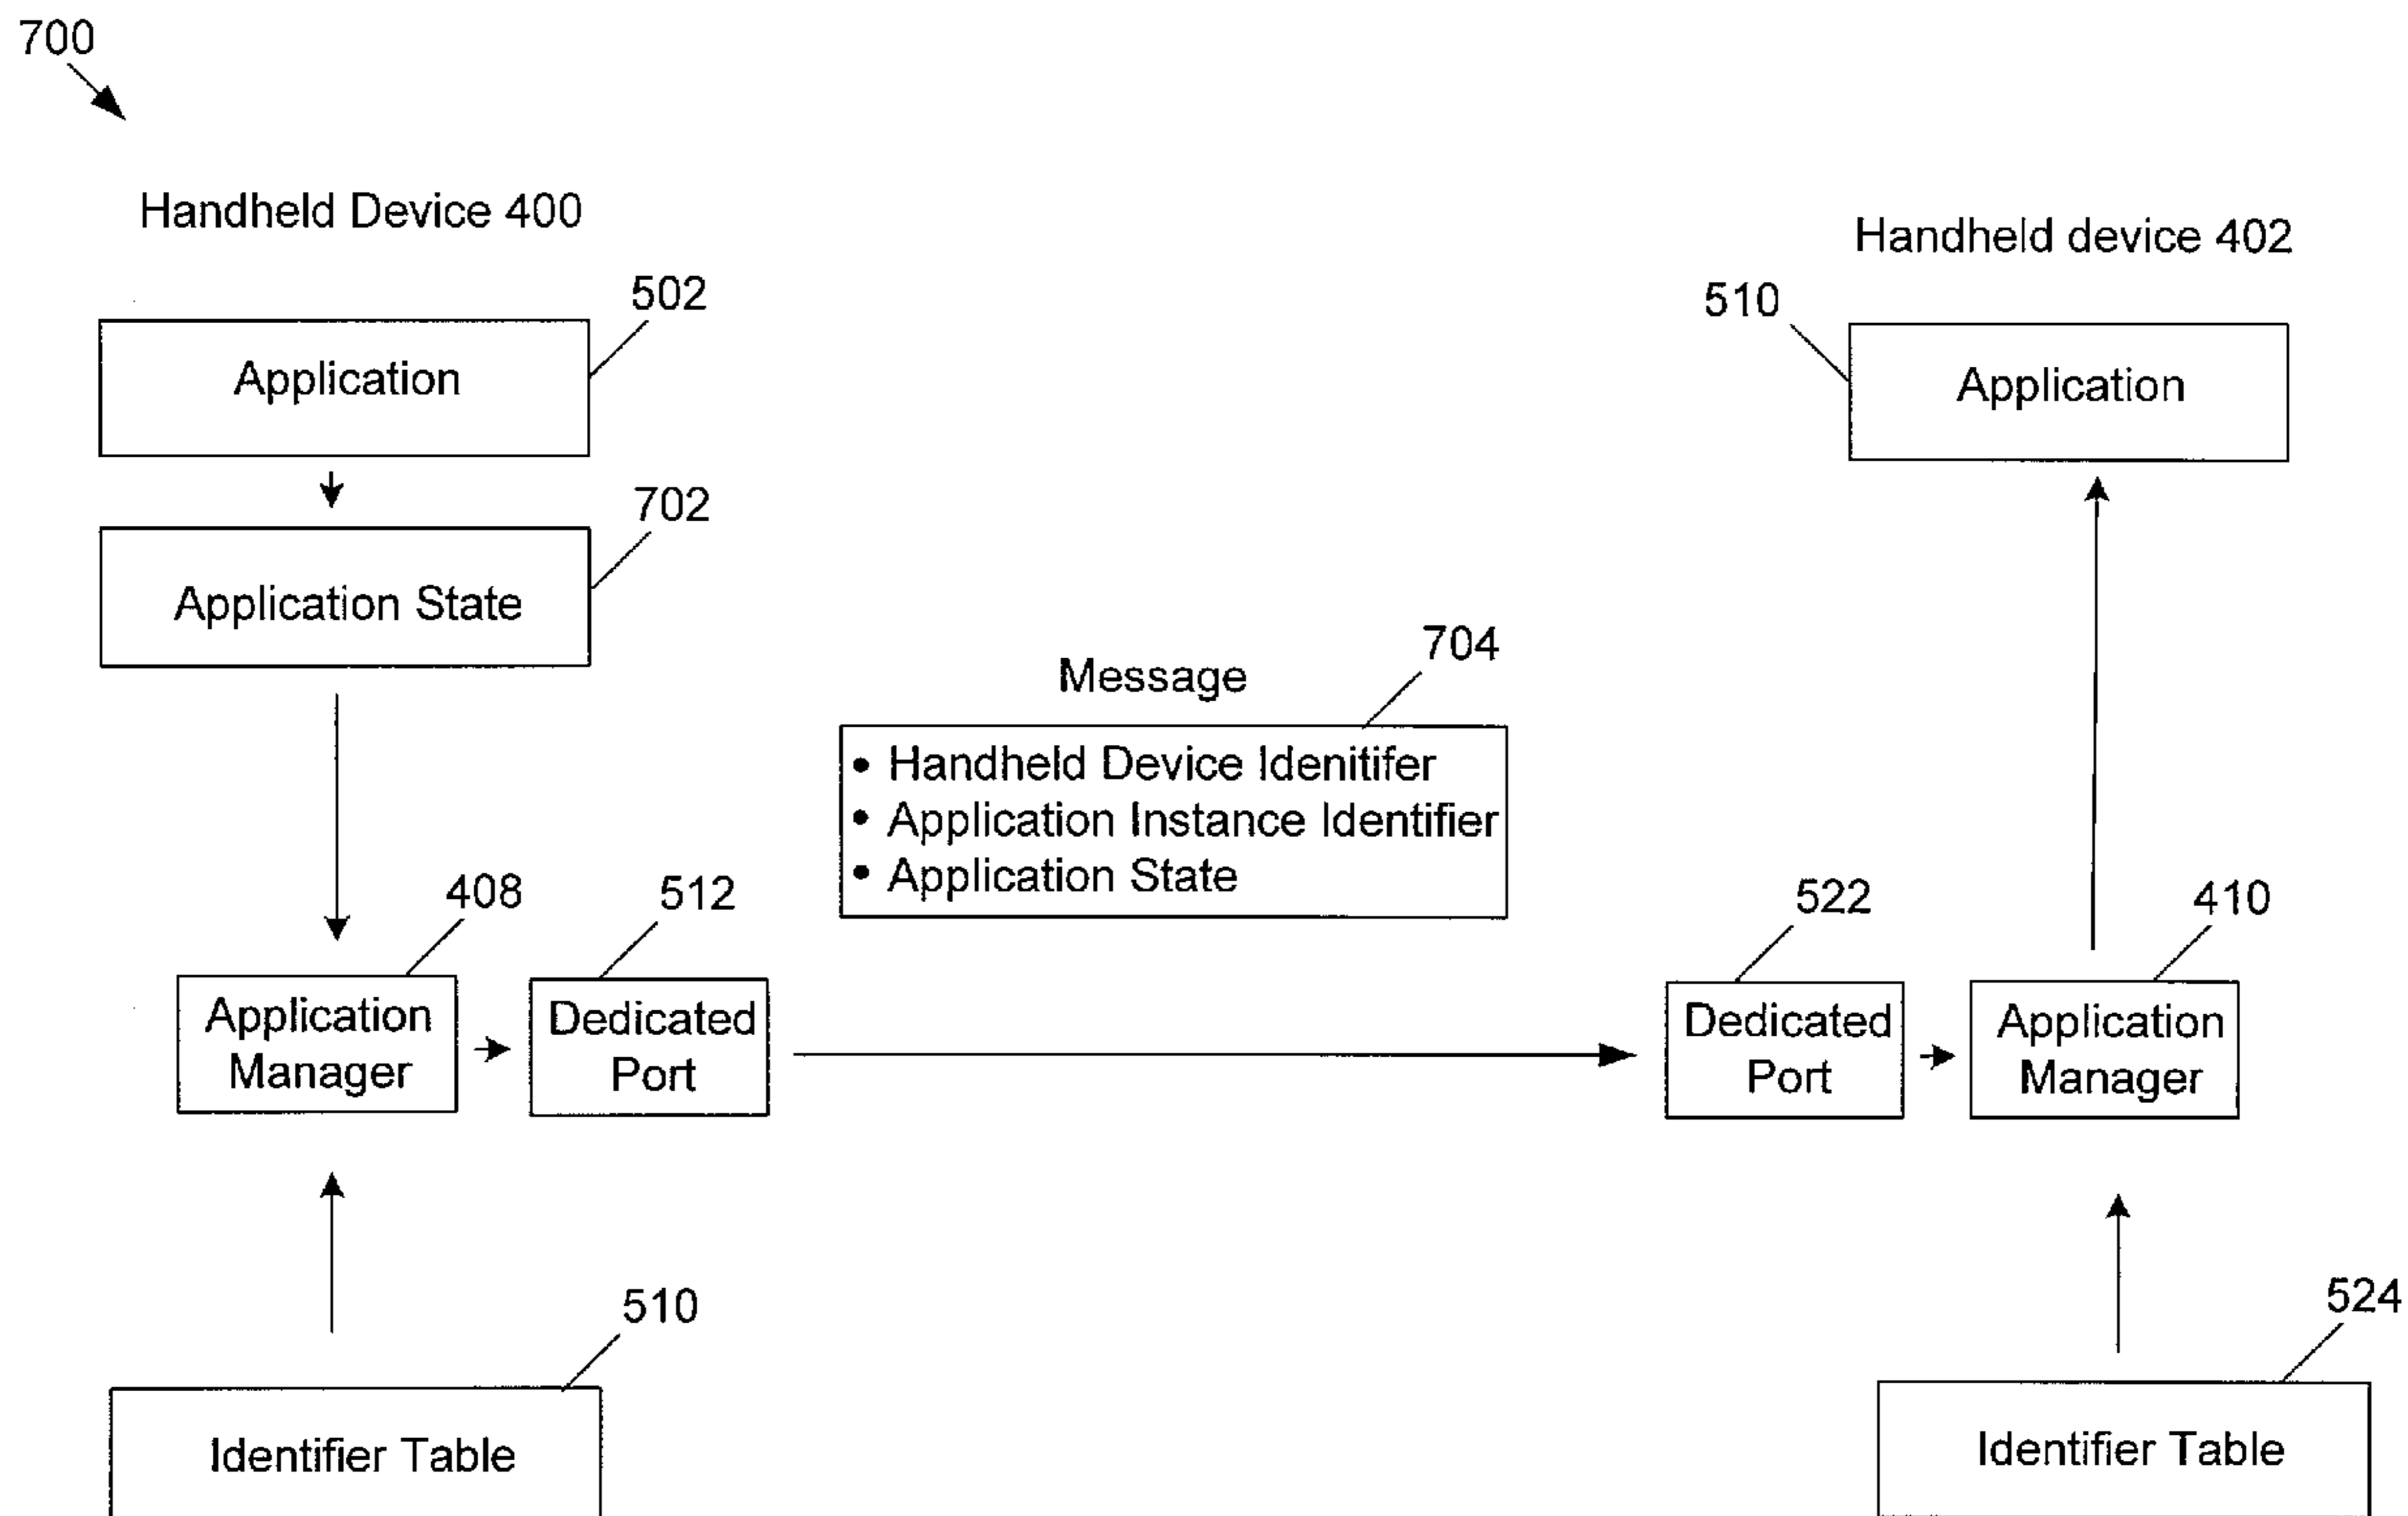 700
Handheld Device 400
Handheld device 402
502
510
Application
Application
702
Application State
704
Message
• Handheld Device Idenitifer
• Application Instance Identifier
• Application State
408
512
522
410
Application
Manager
Dedicated
Port
Dedicated
Port
Application
Manager
510
524
Identifier Table
Identifier Table